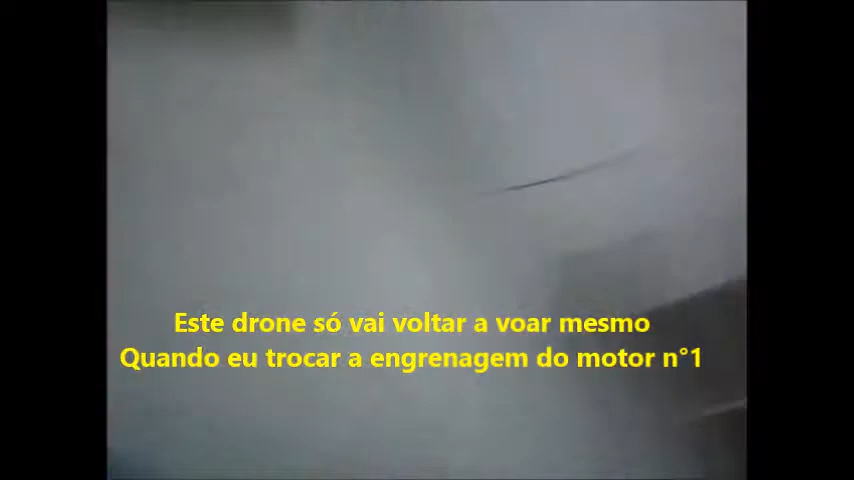 Este drone só vai voltar a voar mesmo
Quando eu trocar a engrenagem do motor n°1